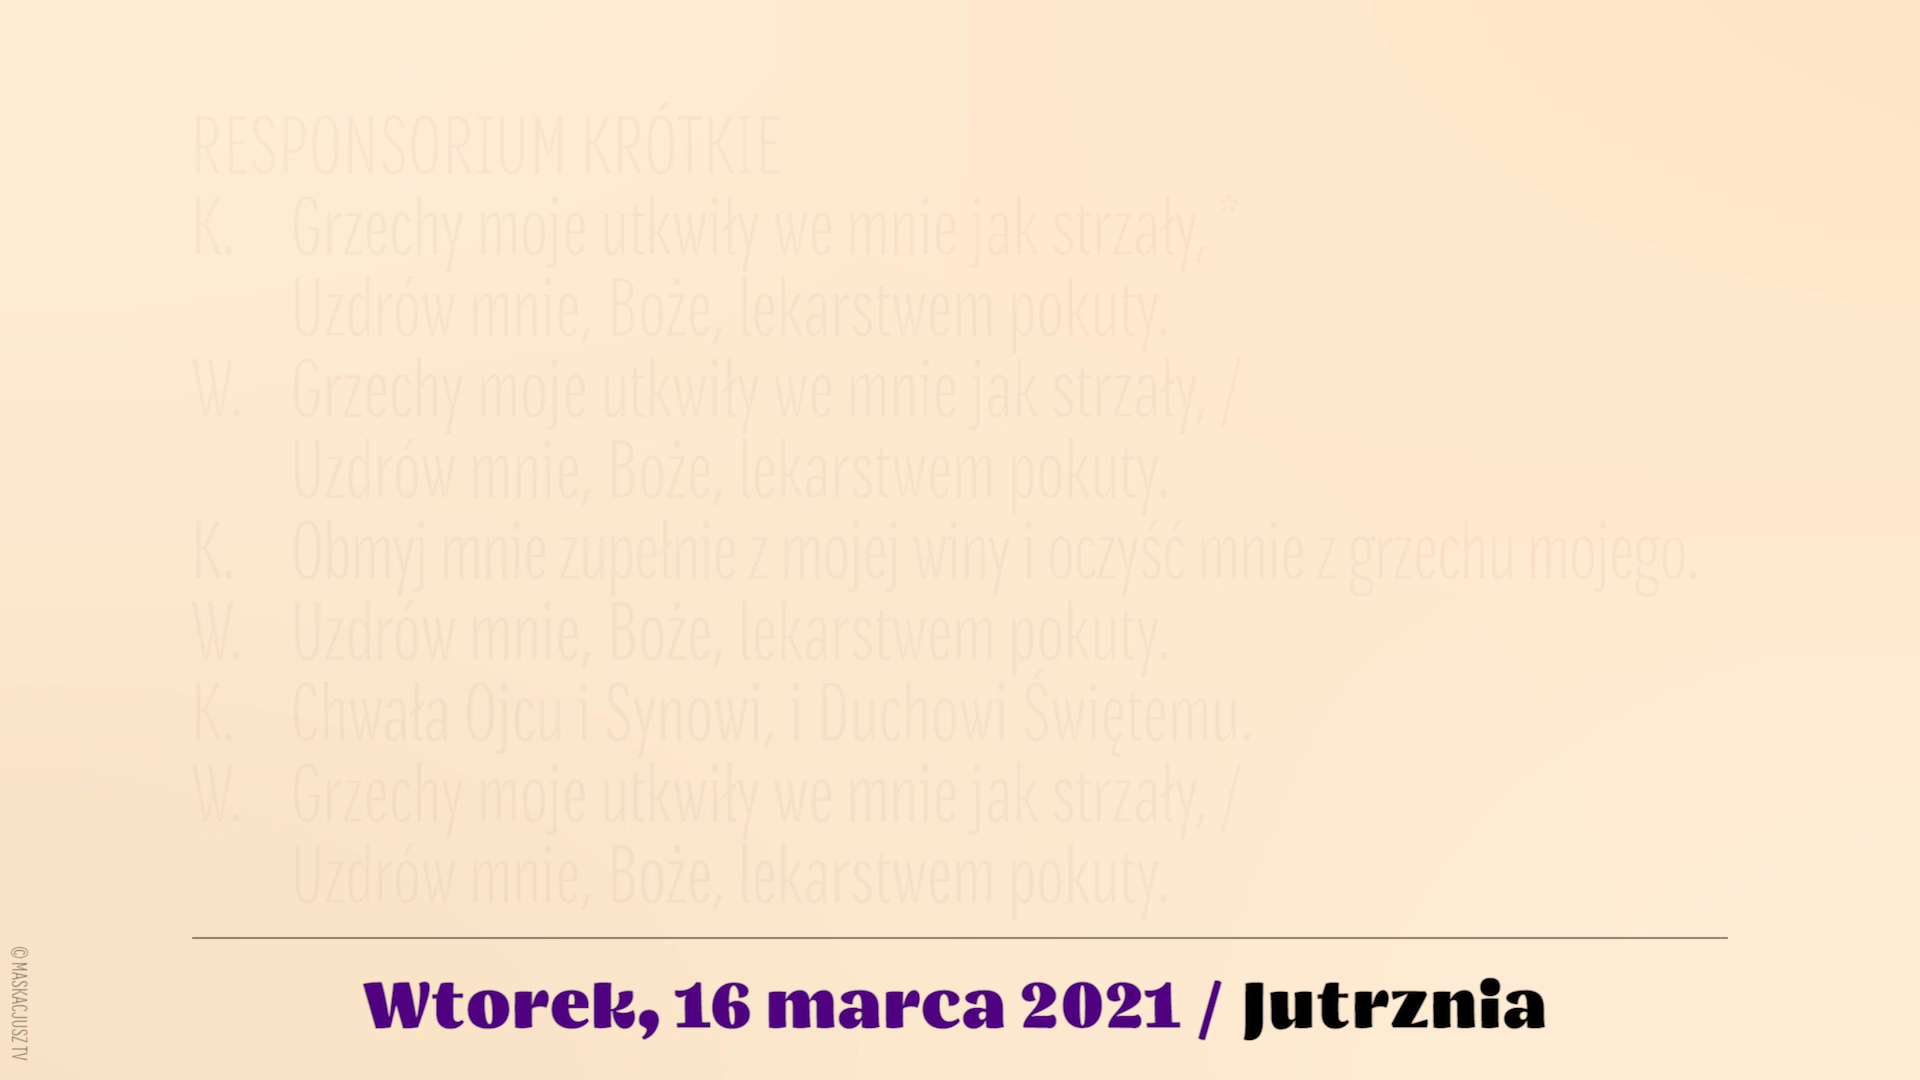 RESPONSORIUM KRÓTKIE
K. Grzechy moje utkwiły we mnie jak strzały, *
Uzdrów mnie, Boże, lekarstwem pokuty.
W. Grzechy moje utkwiły we mnie jak strzały, /
Uzdrów mnie, Boże, lekarstwem pokuty.
K. Obmyj mnie zupełnie z mojej winy i oczyść mnie z grzechu mojego.
W. Uzdrów mnie, Boże, lekarstwem pokuty.
K. Chwała Ojcu i Synowi, i Duchowi Świętemu.
W. Grzechy moje utkwiły we mnie jak strzały, /
Uzdrów mnie, Boże, lekarstwem pokuty.
Wtorek, 16 marca 2021 / Jutrznia
© MASKACJUSZ TV